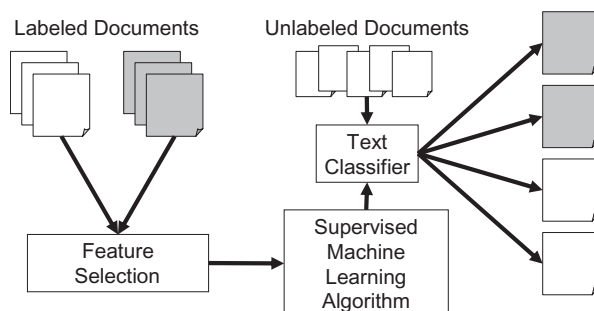 Labeled Documents
Unlabeled Documents
Text
Classifier
Feature
Selection
Supervised
Machine
Learning
Algorithm